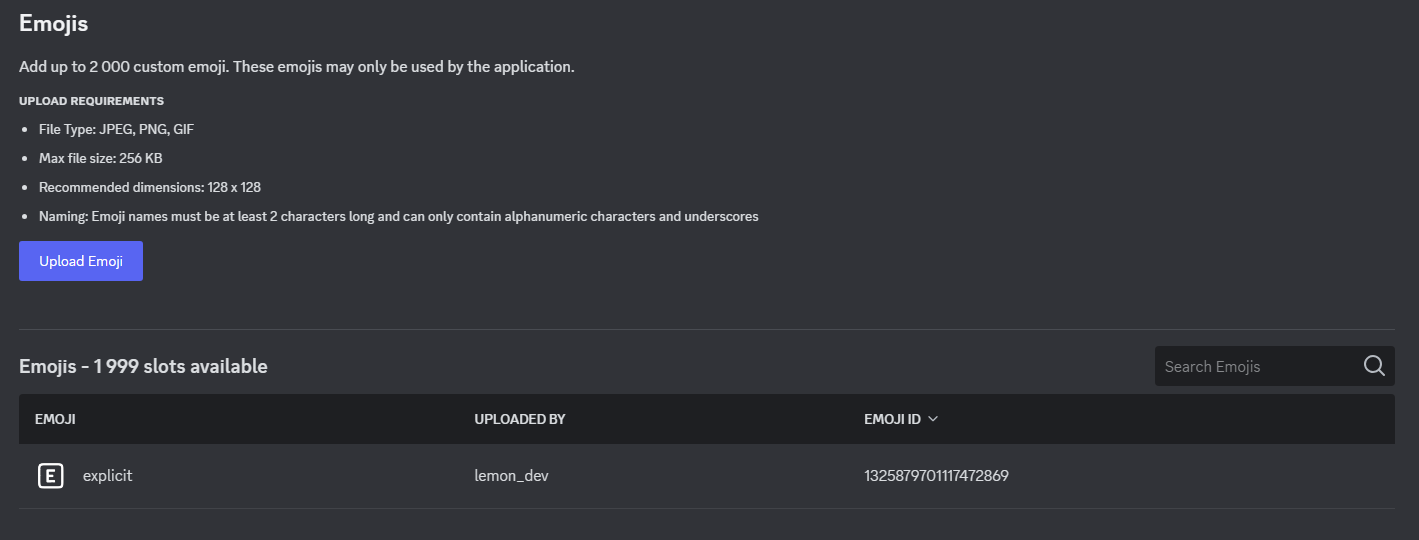 Emojis
Add up to 2 000 custom emoji. These emojis may only be used by the application.
UPLOAD REQUIREMENTS
File Type: JPEG, PNG, GIF
Max file size: 256 KB
Recommended dimensions: 128 x 128
Naming: Emoji names must be at least 2 characters long and can only contain alphanumeric characters and underscores
Upload Emoji
Emojis - 1 999 slots available
Search Emojis
EMOJI UPLOADED BY EMOJI ID
E explicit lemon_dev 1325879701117472869